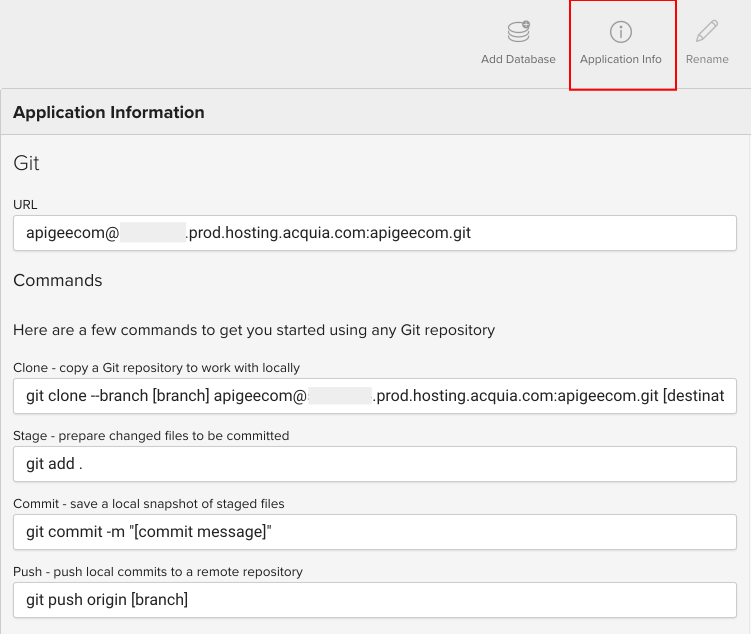 Add Database
Application Info
Rename
Application Information
Git
URL
apigeecom@ .prod.hosting.acquia.com:apigeecom.git
Commands
Here are a few commands to get you started using any Git repository
Clone - copy a Git repository to work with locally
git clone --branch [branch] apigeecom@ .prod.hosting.acquia.com:apigeecom.git [destinat
Stage - prepare changed files to be committed
git add .
Commit - save a local snapshot of staged files
git commit -m "[commit message]"
Push - push local commits to a remote repository
git push origin [branch]